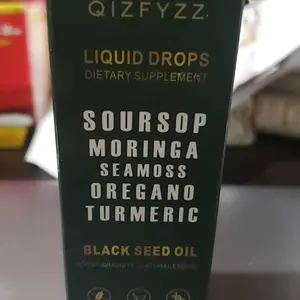 QIZFYZZ
LIQUID DROPS
DIETARY SUPPLEMENT
SOURSOP
MORINGA
SEAMOSS
OREGANO
TURMERIC
BLACK SEED OIL